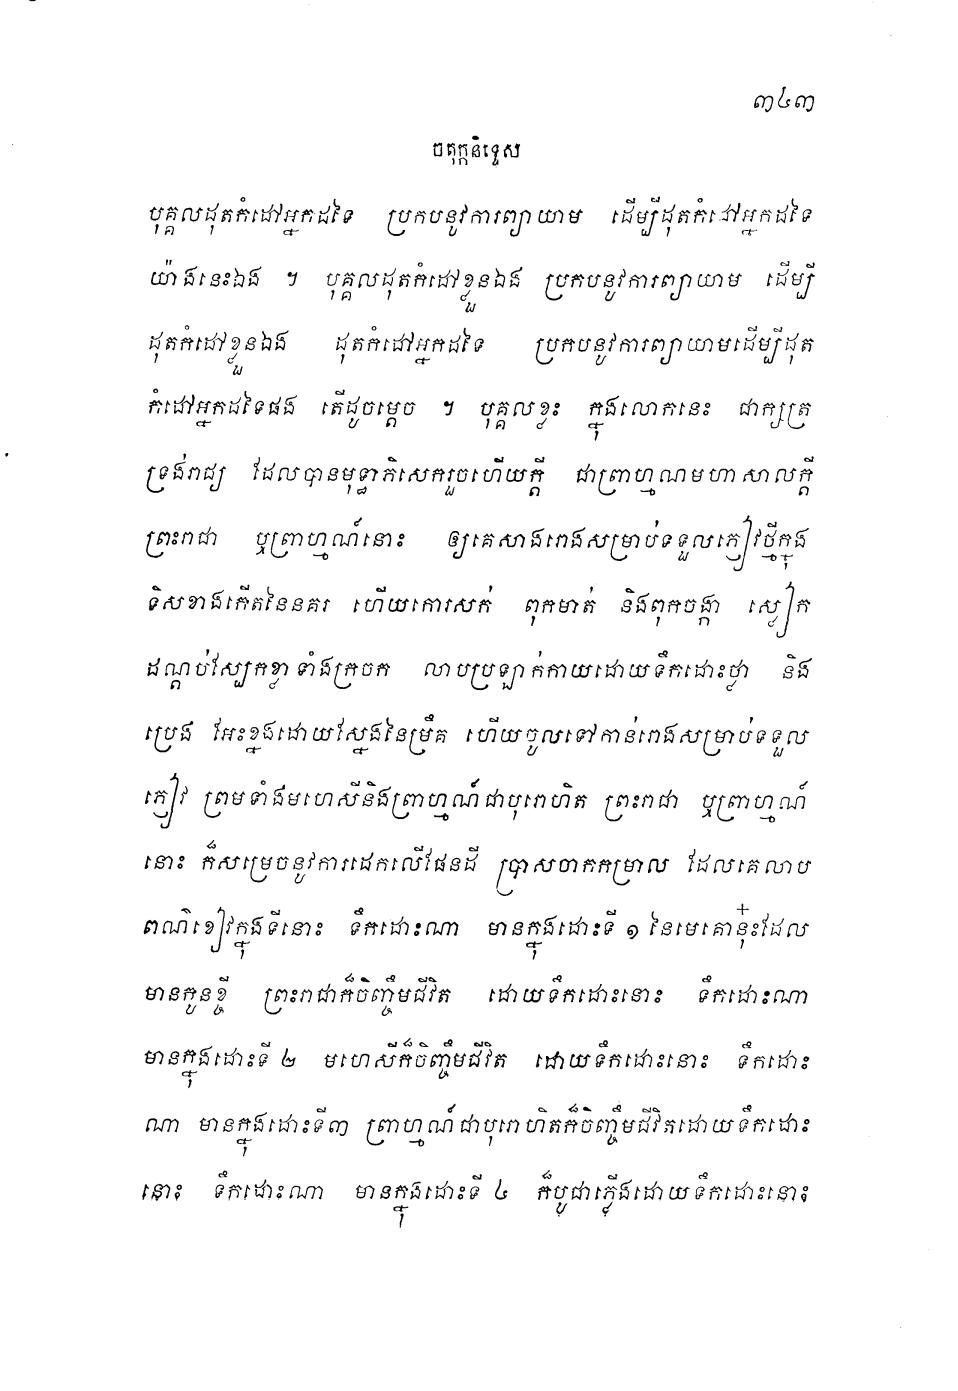 ៣៤៣
ចតុក្កនិទ្ទេស
បុគ្គលដុតកំដៅអ្នកដទៃ ប្រកបនូវការព្យាយាម ដើម្បីដុតកំដៅអ្នកដទៃ
យ៉ាងនេះឯង ។ បុគ្គលដុតកំដៅខ្លួនឯង ប្រកបនូវការព្យាយាម ដើម្បី
ដុតកំដៅខ្លួនឯង ដុតកំដៅអ្នកដទៃ ប្រកបនូវការព្យាយាមដើម្បីដុត
កំដៅអ្នកដទៃផង តើដូចម្តេច ។ បុគ្គលខ្លះ ក្នុងលោកនេះ ជាក្សត្រ
ទ្រង់រាជ្យ ដែលបានមុទ្ធាភិសេករួចហើយក្តី ជាព្រាហ្មណមហាសាលក្តី
ព្រះរាជា ឬព្រាហ្មណ៍នោះ ឲ្យគេសាងរោងសម្រាប់ទទួលភ្ញៀវថ្មីក្នុង
ទិសខាងកើតនៃនគរ ហើយកោរសក់ ពុកមាត់ និងពុកចង្កា ស្លៀក
ដណ្តប់ស្បែកខ្លាទាំងក្រចក លាបប្រឡាក់កាយដោយទឹកដោះថ្លា និង
ប្រេង អែះខ្នងដោយស្នែងនៃម្រឹគ ហើយចូលទៅកាន់រោងសម្រាប់ទទួល
ភ្ញៀវ ព្រមទាំងមហេសីនិងព្រាហ្មណ៍ជាបុរោហិត ព្រះរាជា ឬព្រាហ្មណ៍
នោះ ក៏សម្រេចនូវការដេកលើផែនដី ប្រាសចាកកម្រាល ដែលគេលាប
ពណ៌ខៀវក្នុងទីនោះ ទឹកដោះណា មានក្នុងដោះទី ១ នៃមេគោនុ៎ះដែល
មានកូនខ្ចី ព្រះរាជាក៏ចិញ្ចឹមជីវិត ដោយទឹកដោះនោះ ទឹកដោះណា
មានក្នុងដោះទី ២ មហេសីក៏ចិញ្ចឹមជីវិត ដោយទឹកដោះនោះ ទឹកដោះ
ណា មានក្នុងដោះទី៣ ព្រាហ្មណ៍ជាបុរោហិតក៏ចិញ្ចឹមជីវិតដោយទឹកដោះ
នោះ ទឹកដោះណា មានក្នុងដោះទី ៤ ក៏បូជាភ្លើងដោយទឹកដោះនោះ